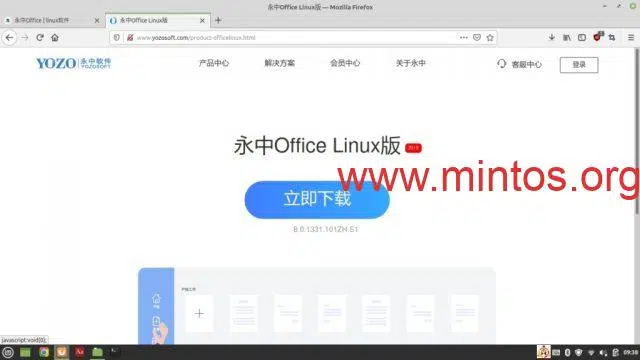 永中Office Linux版 — Mozilla Firefox
永中Office | linux软件
永中Office Linux版
www.yozosoft.com/product-officelinux.html
YOZO 永中软件 YOZOSOFT
产品中心 解决方案 会员中心 关于永中 客服中心 登录
永中Office Linux版 2019
www.mintos.org
立即下载
8.0.1331.101ZH.S1
javascript:void(0);
09:38